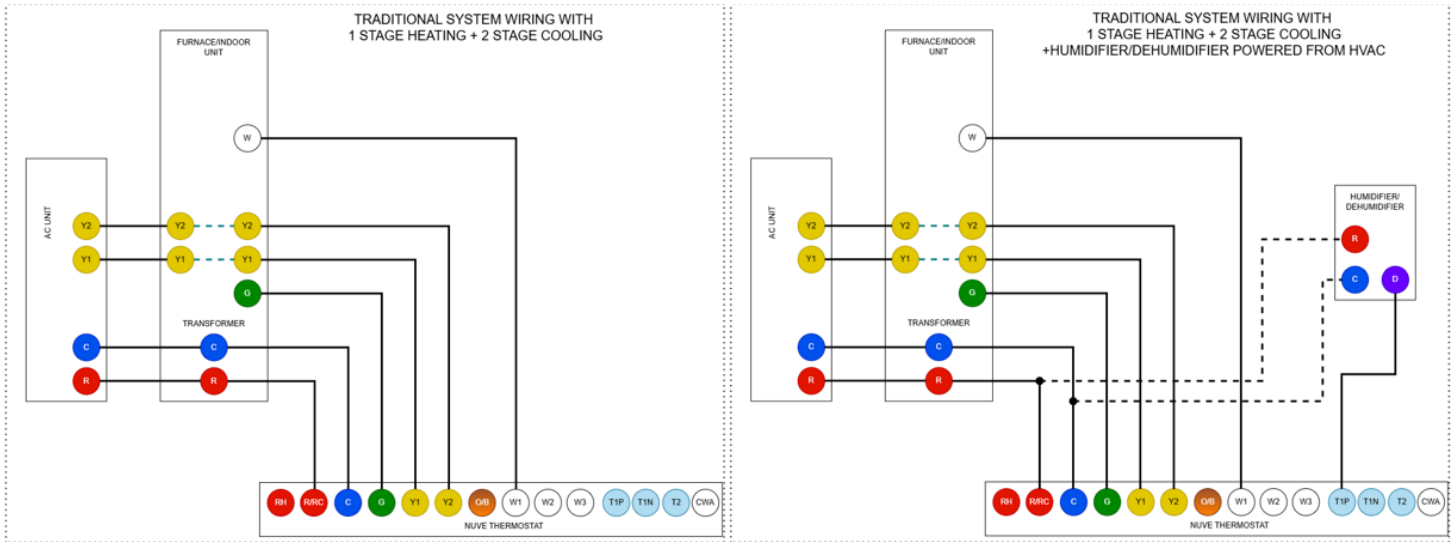 TRADITIONAL SYSTEM WIRING WITH
1 STAGE HEATING + 2 STAGE COOLING
FURNACE/INDOOR
UNIT
W
AC UNIT
Y2
Y2
Y2
Y1
Y1
Y1
G
TRANSFORMER
C
C
R
R
RH
R/RC
C
G
Y1
Y2
O/B
W1
W2
W3
T1P
T1N
T2
CWA
NUVE THERMOSTAT
TRADITIONAL SYSTEM WIRING WITH
1 STAGE HEATING + 2 STAGE COOLING
+HUMIDIFIER/DEHUMIDIFIER POWERED FROM HVAC
FURNACE/INDOOR
UNIT
W
AC UNIT
Y2
Y2
Y2
Y1
Y1
Y1
G
TRANSFORMER
C
C
R
R
HUMIDIFIER/
DEHUMIDIFIER
R
C
D
RH
R/RC
C
G
Y1
Y2
O/B
W1
W2
W3
T1P
T1N
T2
CWA
NUVE THERMOSTAT